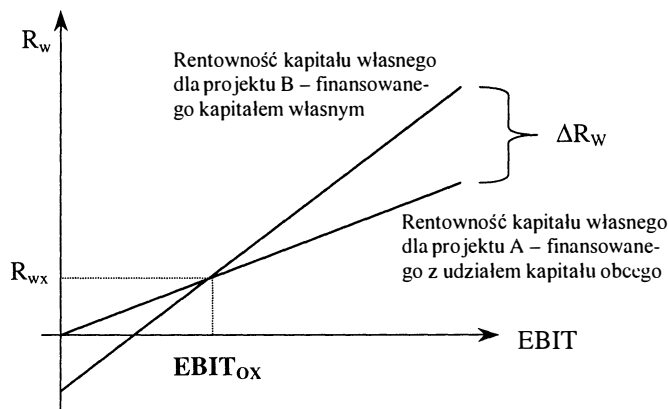 R_w
Rentowność kapitału własnego
dla projektu B – finansowane-
go kapitałem własnym
ΔR_W
Rentowność kapitału własnego
dla projektu A – finansowane-
go z udziałem kapitału obcego
R_wx
EBIT
EBIT_OX